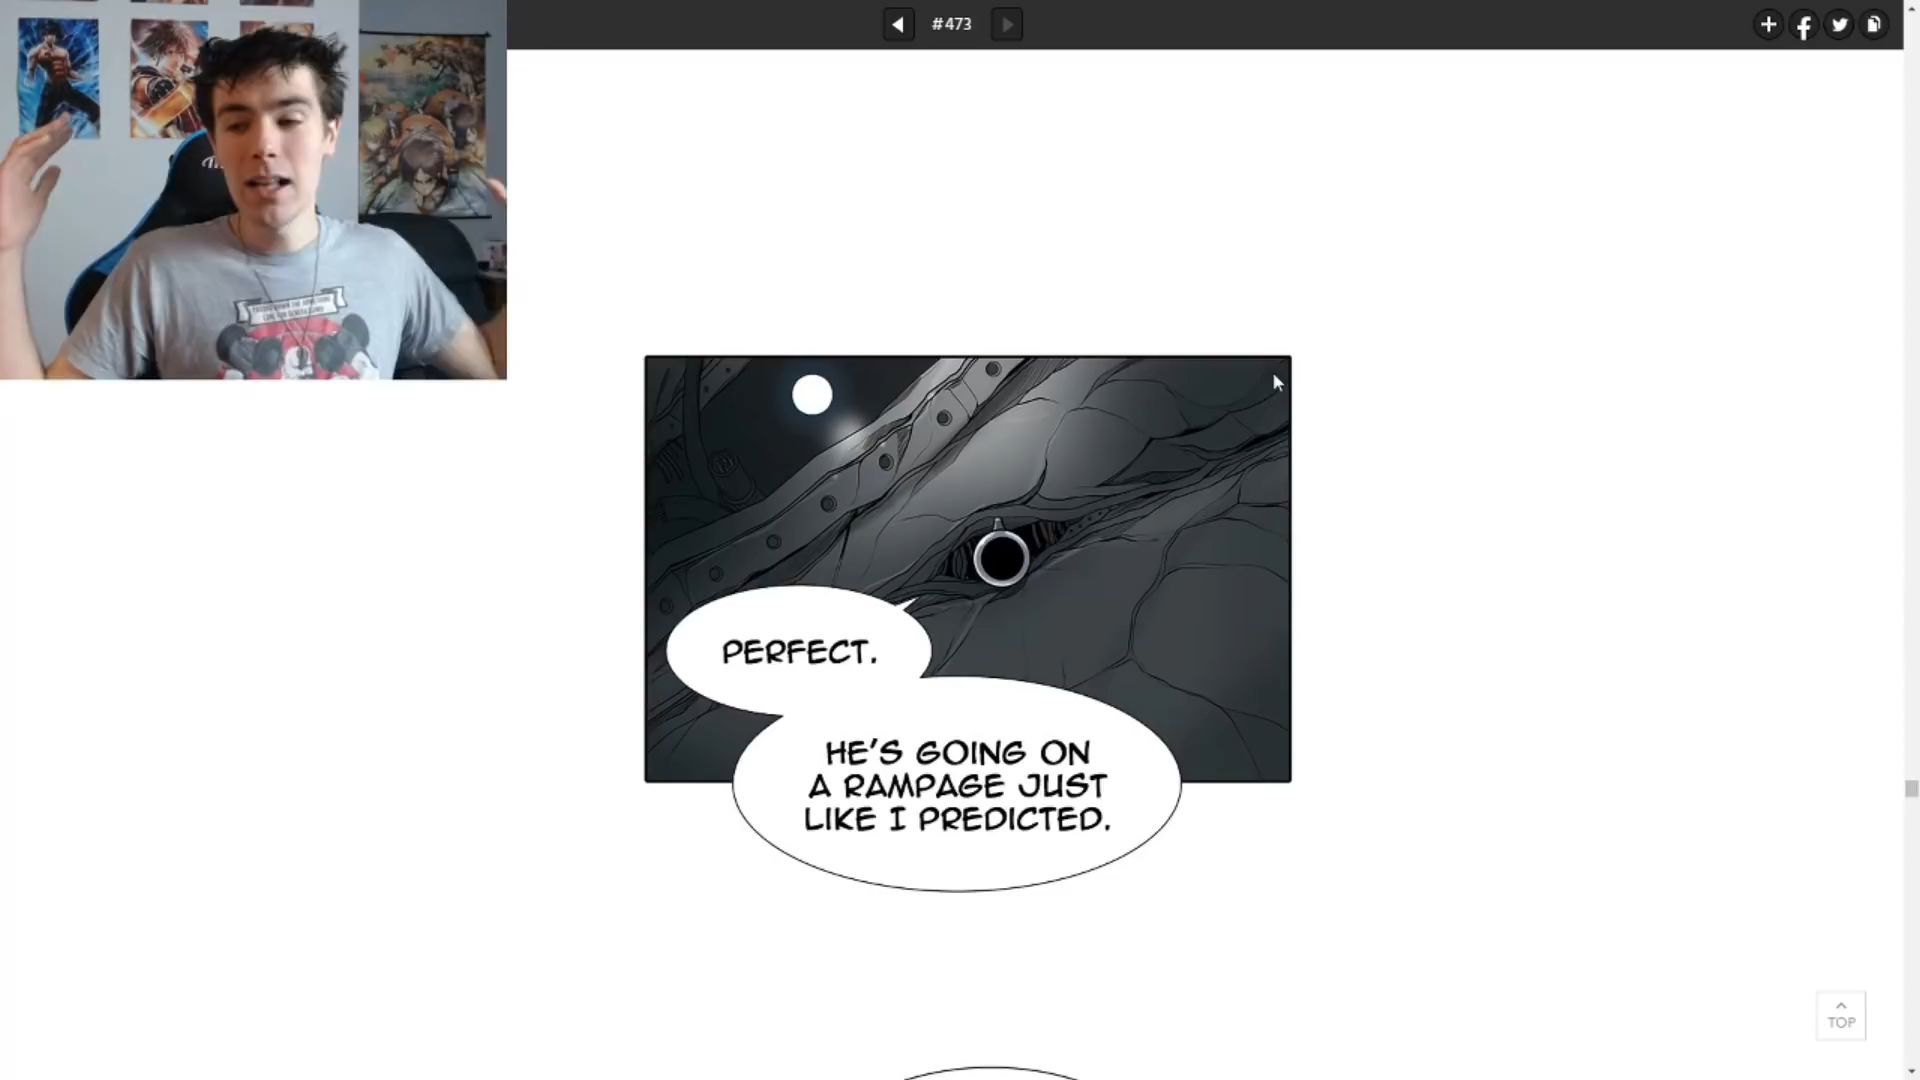 #473
PERFECT.
HE'S GOING ON
A RAMPAGE JUST
LIKE I PREDICTED.
TOP